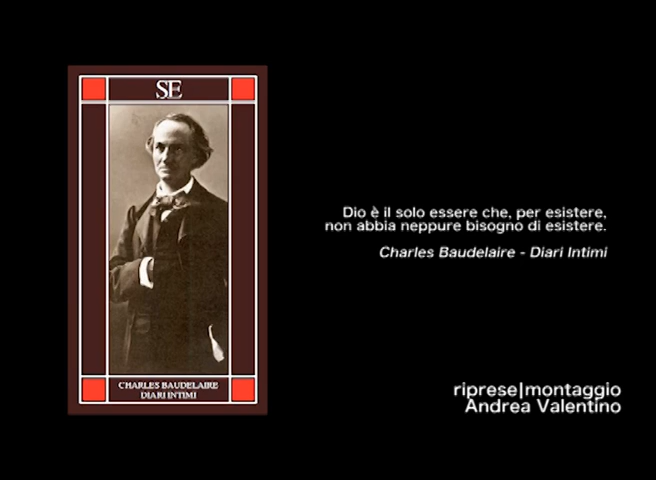 SE
CHARLES BAUDELAIRE
DIARI INTIMI
Dio è il solo essere che, per esistere,
non abbia neppure bisogno di esistere.
Charles Baudelaire - Diari Intimi
riprese|montaggio
Andrea Valentino